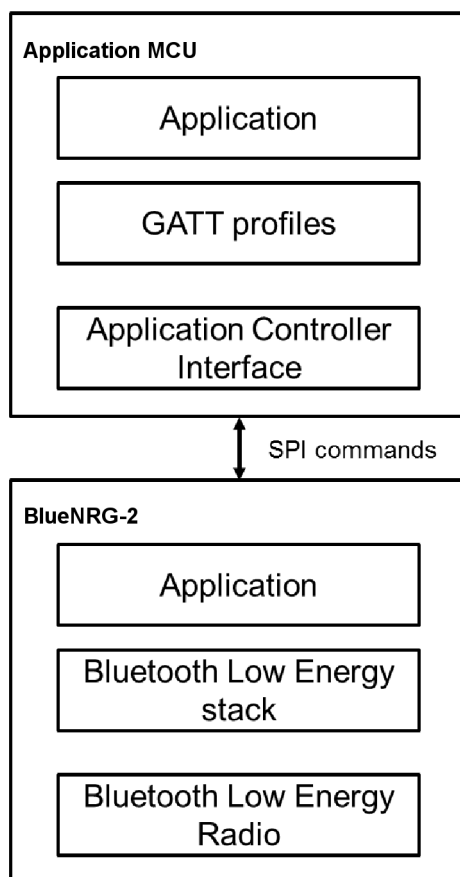 Application MCU
Application
GATT profiles
Application Controller
Interface
SPI commands
BlueNRG-2
Application
Bluetooth Low Energy
stack
Bluetooth Low Energy
Radio